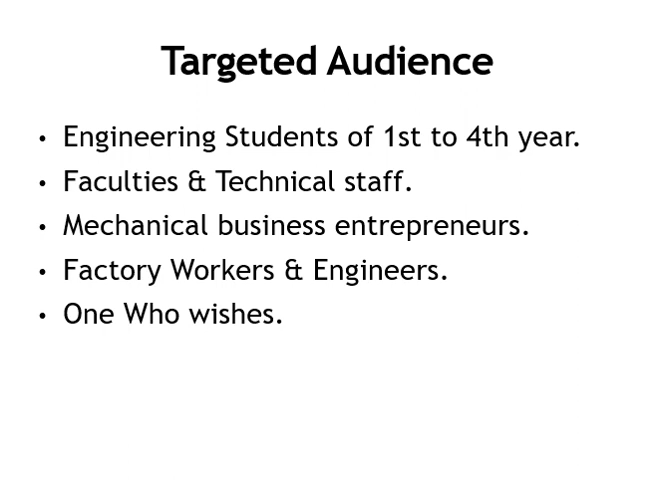 Targeted Audience
• Engineering Students of 1st to 4th year.
• Faculties & Technical staff.
• Mechanical business entrepreneurs.
• Factory Workers & Engineers.
• One Who wishes.